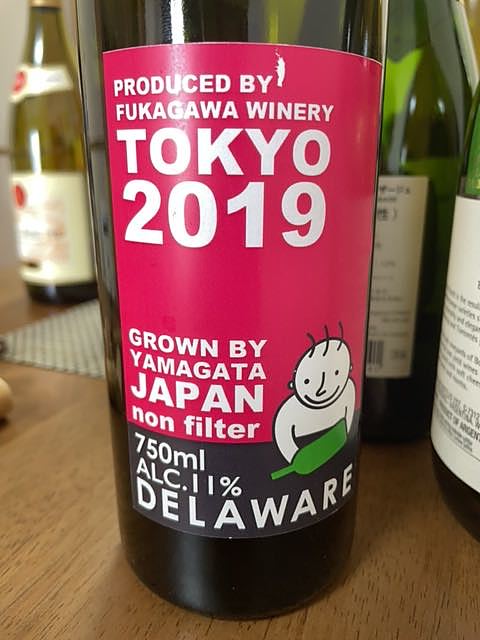 PRODUCED BY
FUKAGAWA WINERY
TOKYO
2019
GROWN BY
YAMAGATA
JAPAN
non filter
750ml
ALC.11%
DELAWARE